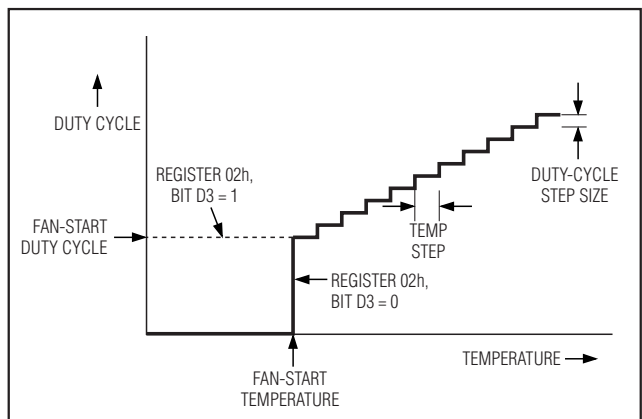 DUTY CYCLE
REGISTER 02h,
BIT D3 = 1
DUTY-CYCLE
STEP SIZE
FAN-START
DUTY CYCLE
TEMP
STEP
REGISTER 02h,
BIT D3 = 0
TEMPERATURE
FAN-START
TEMPERATURE